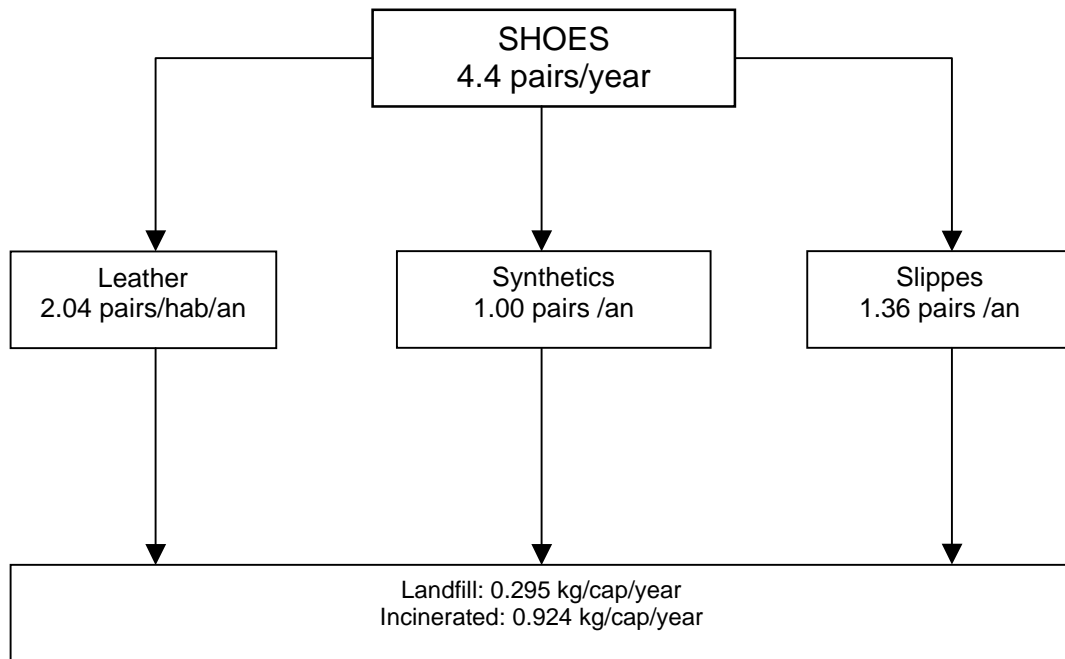 SHOES
4.4 pairs/year
Leather
2.04 pairs/hab/an
Synthetics
1.00 pairs /an
Slippes
1.36 pairs /an
Landfill: 0.295 kg/cap/year
Incinerated: 0.924 kg/cap/year